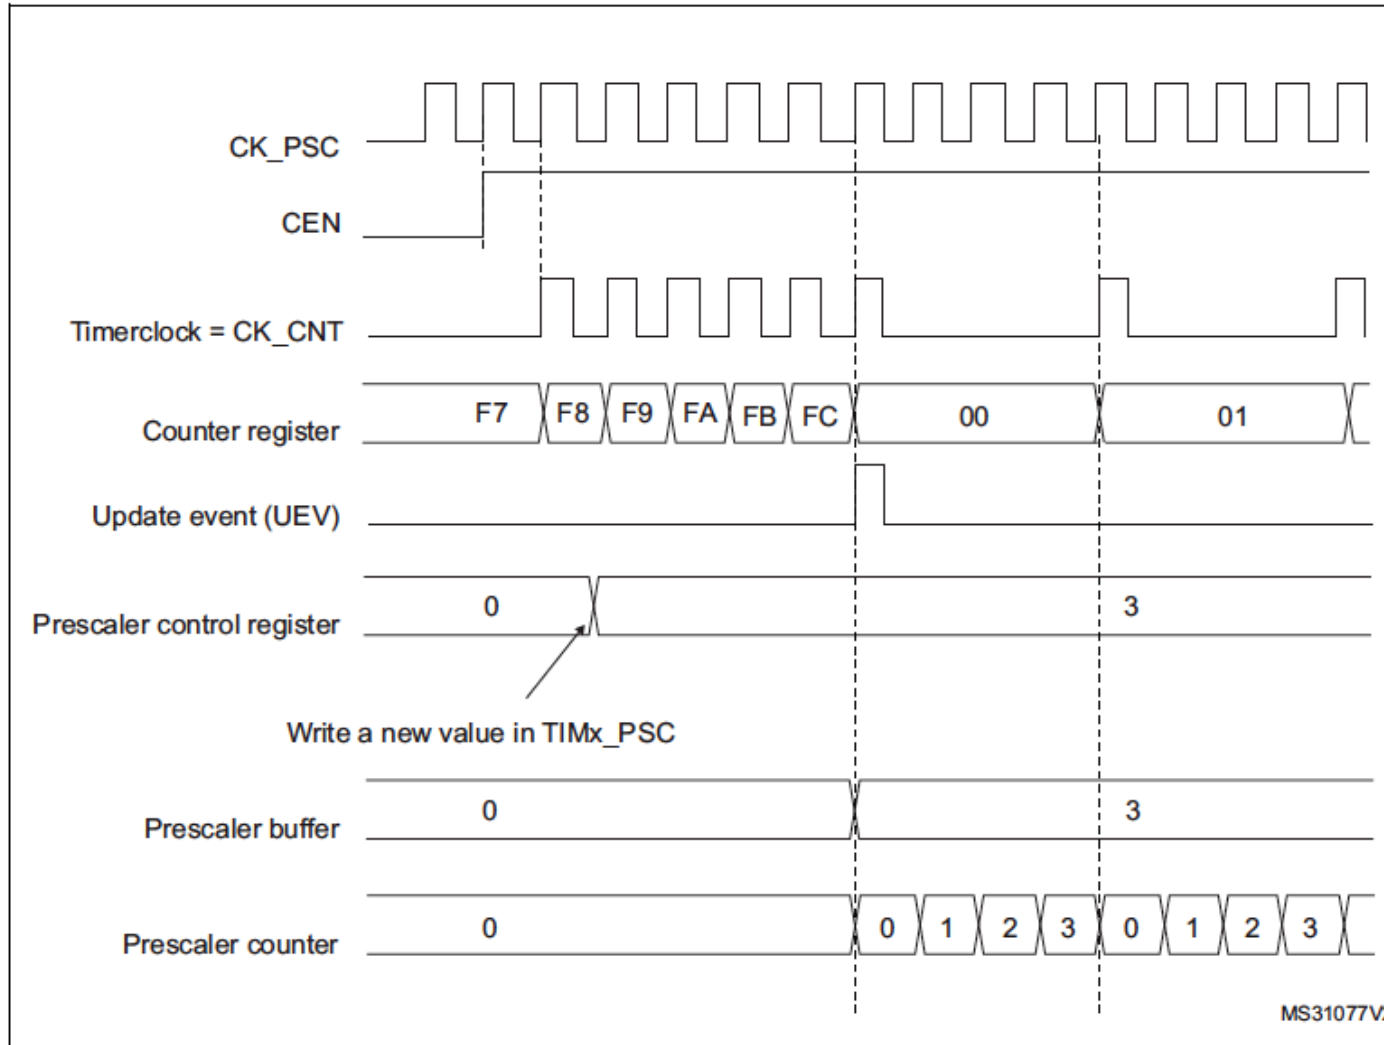 CK_PSC
CEN
Timerclock = CK_CNT
Counter register F7 F8 F9 FA FB FC 00 01
Update event (UEV)
Prescaler control register 0 3
Write a new value in TIMx_PSC
Prescaler buffer 0 3
Prescaler counter 0 0 1 2 3 0 1 2 3